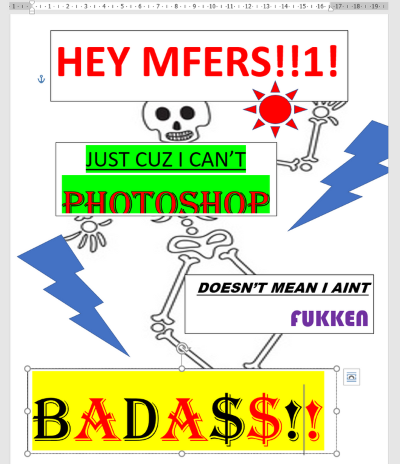 HEY MFERS!!1!
JUST CUZ I CAN'T
PHOTOSHOP
DOESN'T MEAN I AINT
FUKKEN
BADA$$!!